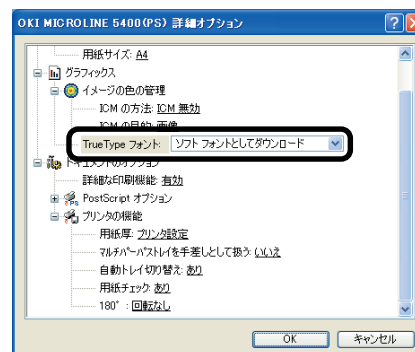 OKI MICROLINE 5400(PS) 詳細オプション
用紙サイズ: A4
グラフィックス
イメージの色の管理
ICM の方法: ICM 無効
ICM の目的: 画像
TrueType フォント: ソフト フォントとしてダウンロード
ドキュメントのオプション
詳細な印刷機能: 有効
PostScript オプション
プリンタの機能
用紙厚: プリンタ設定
マルチパーパストレイを手差しとして扱う: いいえ
自動トレイ切り替え: あり
用紙チェック: あり
180° : 回転なし
OK キャンセル